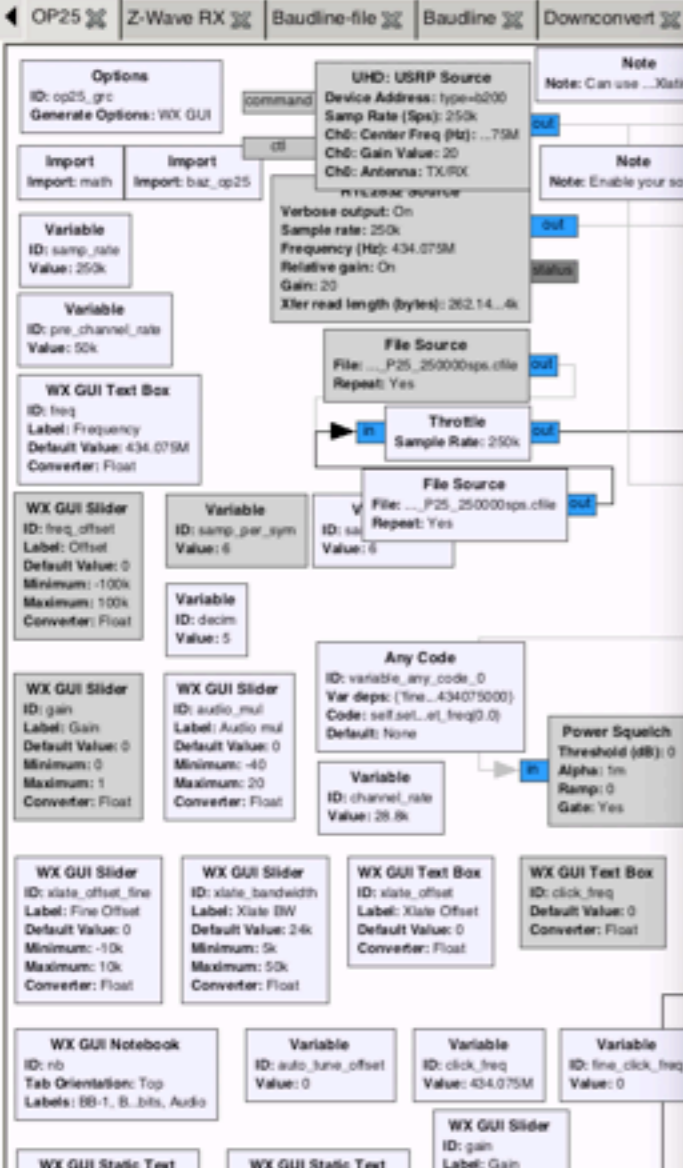 OP25 Z-Wave RX Baudline-file Baudline Downconvert
Options
ID: op25_grc
Generate Options: WX GUI
command
ctl
UHD: USRP Source
Device Address: type=b200
Samp Rate (Sps): 250k
Ch0: Center Freq (Hz): ...75M
Ch0: Gain Value: 20
Ch0: Antenna: TX/RX
out
Note
Note: Can use ...Xlati
Import
Import: math
Import
Import: baz_op25
Note
Note: Enable your so
RTL2832 Source
Verbose output: On
Sample rate: 250k
Frequency (Hz): 434.075M
Relative gain: On
Gain: 20
Xfer read length (bytes): 262.14...4k
out
status
Variable
ID: samp_rate
Value: 250k
Variable
ID: pre_channel_rate
Value: 50k
File Source
File: ..._P25_250000sps.cfile
Repeat: Yes
out
WX GUI Text Box
ID: freq
Label: Frequency
Default Value: 434.075M
Converter: Float
in
Throttle
Sample Rate: 250k
out
File Source
File: ..._P25_250000sps.cfile
Repeat: Yes
out
WX GUI Slider
ID: freq_offset
Label: Offset
Default Value: 0
Minimum: -100k
Maximum: 100k
Converter: Float
Variable
ID: samp_per_sym
Value: 6
V
ID: sa
Value: 6
Variable
ID: decim
Value: 5
WX GUI Slider
ID: gain
Label: Gain
Default Value: 0
Minimum: 0
Maximum: 1
Converter: Float
WX GUI Slider
ID: audio_mul
Label: Audio mul
Default Value: 0
Minimum: -40
Maximum: 20
Converter: Float
Any Code
ID: variable_any_code_0
Var deps: (fine...434075000)
Code: self.set...et_freq(0.0)
Default: None
Variable
ID: channel_rate
Value: 28.8k
in
Power Squelch
Threshold (dB): 0
Alpha: 1m
Ramp: 0
Gate: Yes
WX GUI Slider
ID: xlate_offset_fine
Label: Fine Offset
Default Value: 0
Minimum: -10k
Maximum: 10k
Converter: Float
WX GUI Slider
ID: xlate_bandwidth
Label: Xlate BW
Default Value: 24k
Minimum: 5k
Maximum: 50k
Converter: Float
WX GUI Text Box
ID: xlate_offset
Label: Xlate Offset
Default Value: 0
Converter: Float
WX GUI Text Box
ID: click_freq
Default Value: 0
Converter: Float
WX GUI Notebook
ID: nb
Tab Orientation: Top
Labels: BB-1, B...bits, Audio
Variable
ID: auto_tune_offset
Value: 0
Variable
ID: click_freq
Value: 434.075M
Variable
ID: fine_click_freq
Value: 0
WX GUI Slider
ID: gain
Label: Gain
WX GUI Static Text
WX GUI Static Text